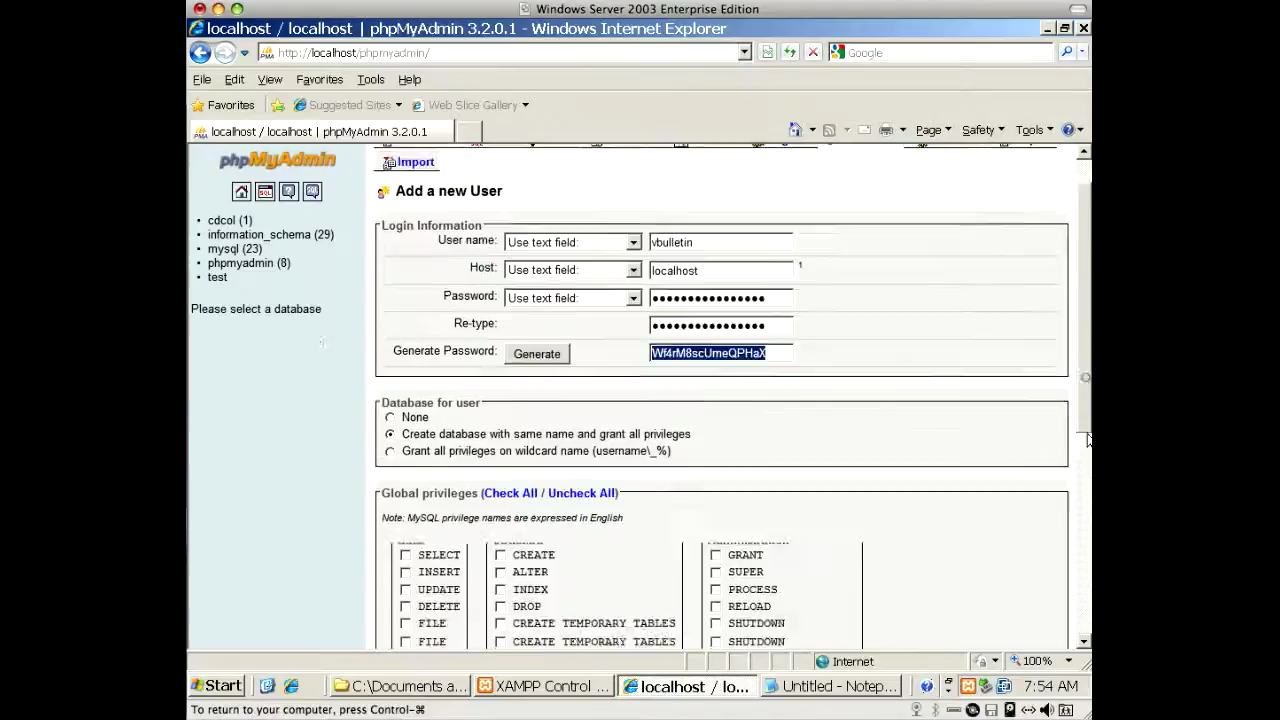 Windows Server 2003 Enterprise Edition
localhost / localhost | phpMyAdmin 3.2.0.1 - Windows Internet Explorer
http://localhost/phpmyadmin/
Google
File Edit View Favorites Tools Help
Favorites Suggested Sites Web Slice Gallery
localhost / localhost | phpMyAdmin 3.2.0.1
Page Safety Tools
phpMyAdmin
Import
Add a new User
cdcol (1)
information_schema (29)
mysql (23)
phpmyadmin (8)
test
Please select a database
Login Information
User name: Use text field: vbulletin
Host: Use text field: localhost 1
Password: Use text field: ••••••••••••••••
Re-type: ••••••••••••••••
Generate Password: Generate Wf4rM8scUmeQPHaX
Database for user
None
Create database with same name and grant all privileges
Grant all privileges on wildcard name (username\_%)
Global privileges (Check All / Uncheck All)
Note: MySQL privilege names are expressed in English
SELECT CREATE GRANT
INSERT ALTER SUPER
UPDATE INDEX PROCESS
DELETE DROP RELOAD
FILE CREATE TEMPORARY TABLES SHUTDOWN
FILE CREATE TEMPORARY TABLES SHUTDOWN
Internet 100%
Start C:\Documents a... XAMPP Control ... localhost / lo... Untitled - Notep... 7:54 AM
To return to your computer, press Control-⌘